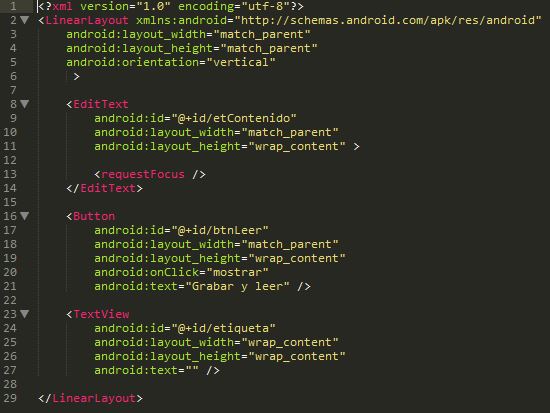 1 <?xml version="1.0" encoding="utf-8"?>
2 <LinearLayout xmlns:android="http://schemas.android.com/apk/res/android"
3     android:layout_width="match_parent"
4     android:layout_height="match_parent"
5     android:orientation="vertical"
6      >
7
8     <EditText
9         android:id="@+id/etContenido"
10         android:layout_width="match_parent"
11         android:layout_height="wrap_content" >
12
13         <requestFocus />
14     </EditText>
15
16     <Button
17         android:id="@+id/btnLeer"
18         android:layout_width="match_parent"
19         android:layout_height="wrap_content"
20         android:onClick="mostrar"
21         android:text="Grabar y leer" />
22
23     <TextView
24         android:id="@+id/etiqueta"
25         android:layout_width="wrap_content"
26         android:layout_height="wrap_content"
27         android:text="" />
28
29 </LinearLayout>